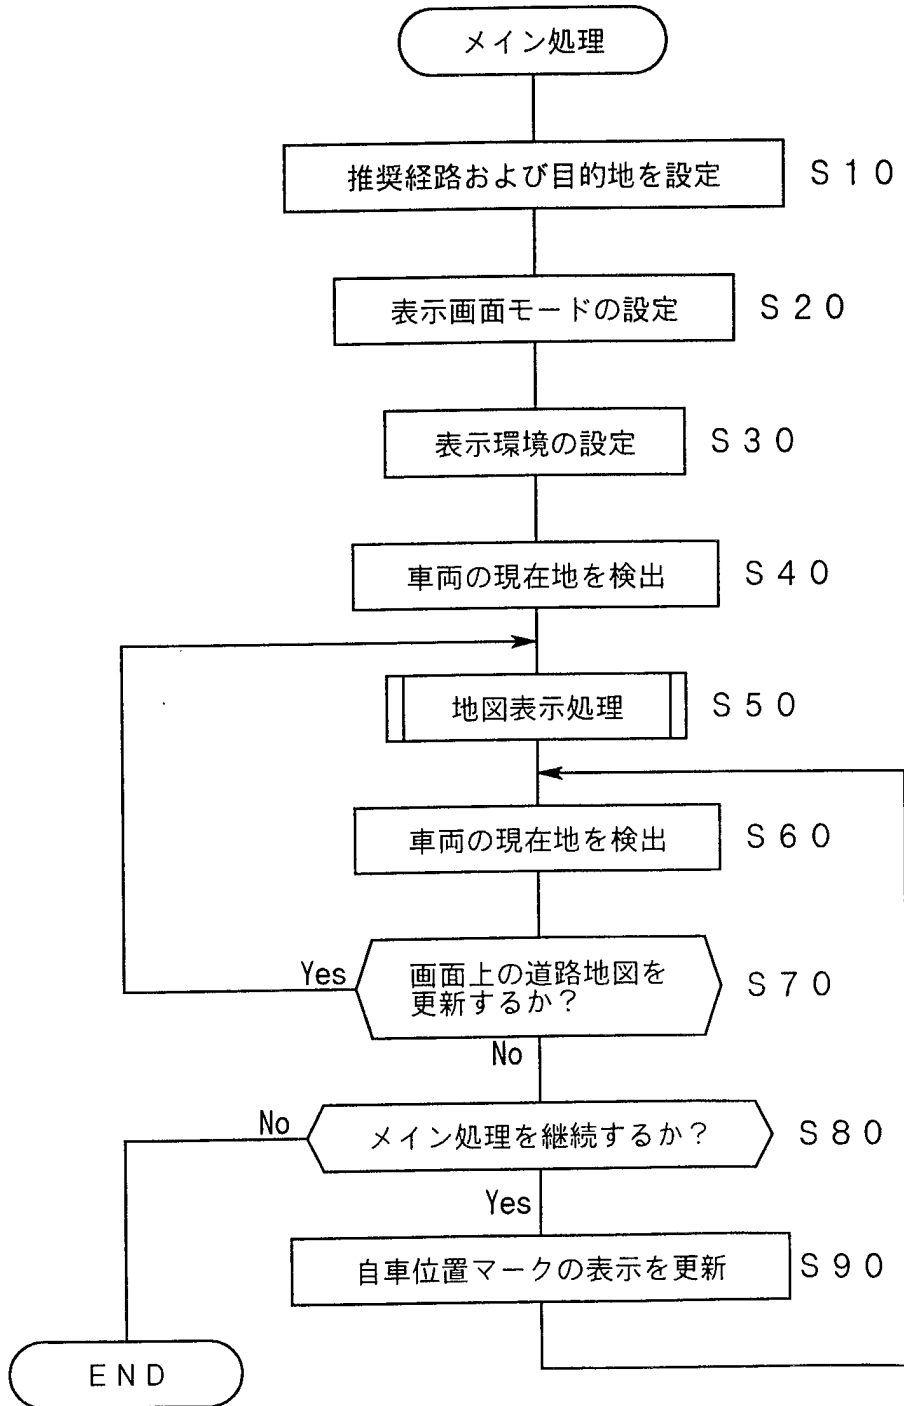 メイン処理
推奨経路および目的地を設定 S10
表示画面モードの設定 S20
表示環境の設定 S30
車両の現在地を検出 S40
地図表示処理 S50
車両の現在地を検出 S60
Yes
画面上の道路地図を
更新するか？
S70
No
No
メイン処理を継続するか？ S80
Yes
自車位置マークの表示を更新 S90
END